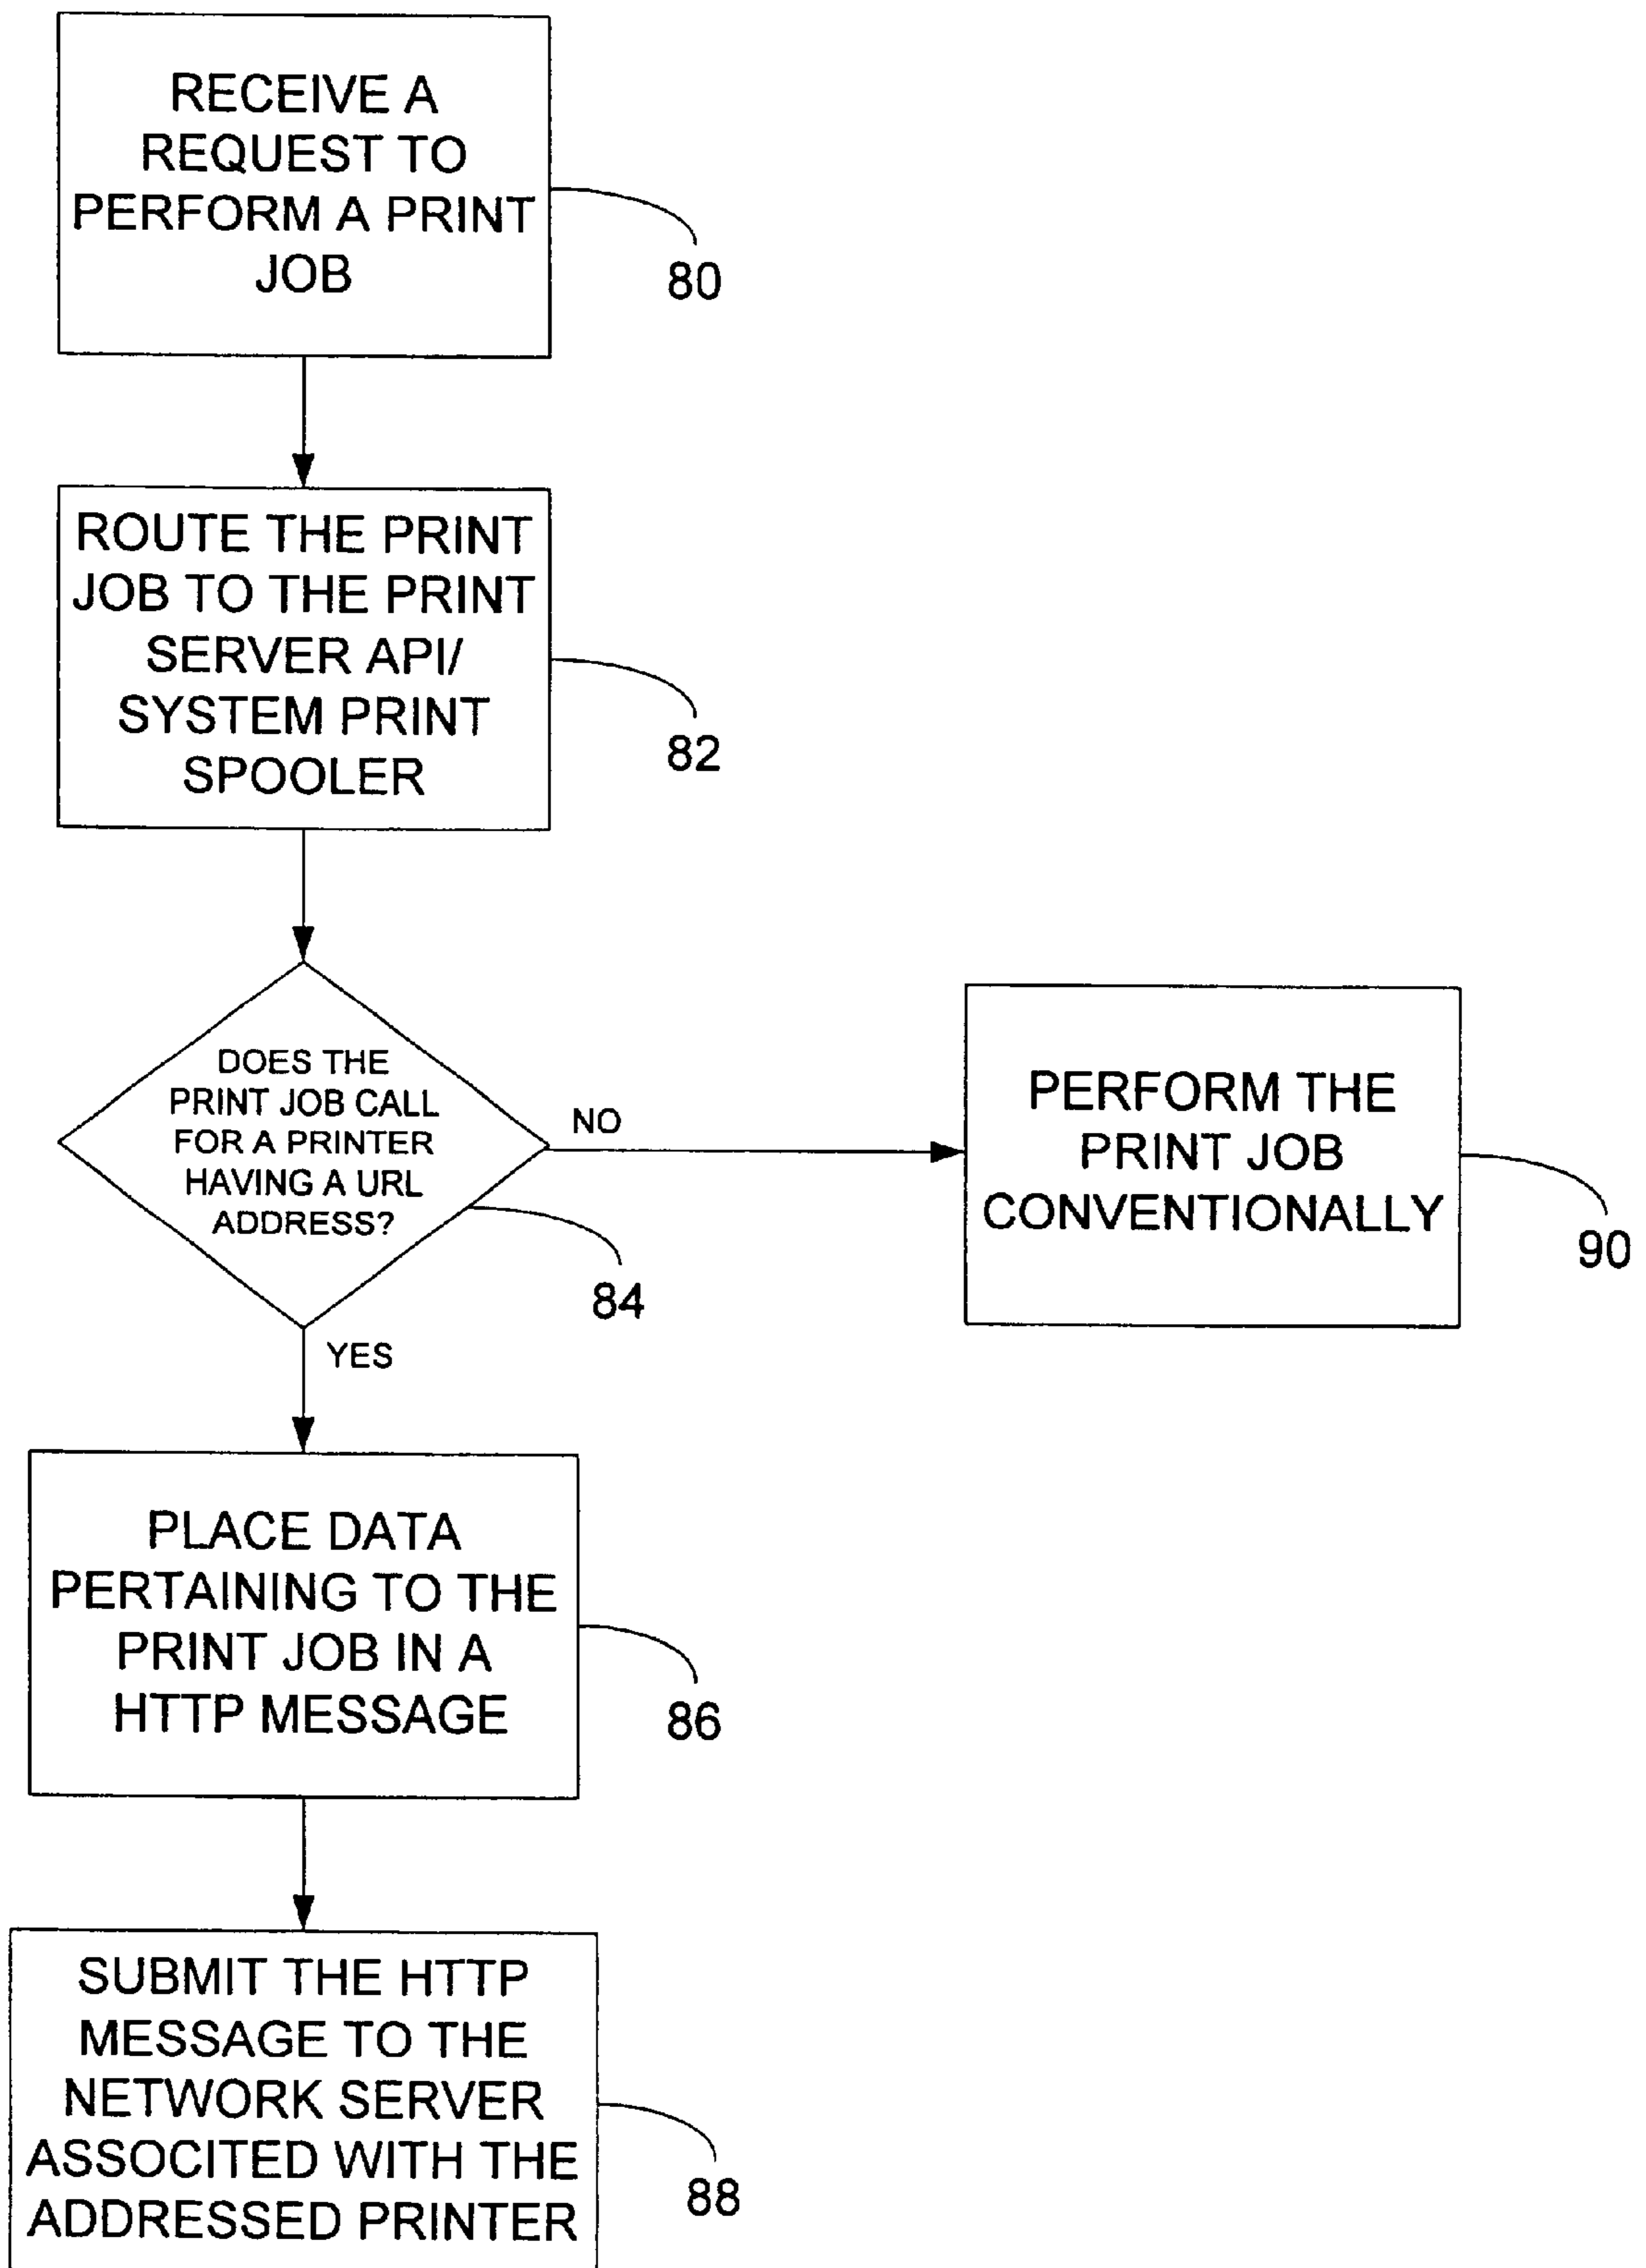 RECEIVE A
REQUEST TO
PERFORM A PRINT
JOB
80
ROUTE THE PRINT
JOB TO THE PRINT
SERVER API/
SYSTEM PRINT
SPOOLER
82
DOES THE
PRINT JOB CALL
FOR A PRINTER
HAVING A URL
ADDRESS?
84
NO
PERFORM THE
PRINT JOB
CONVENTIONALLY
90
YES
PLACE DATA
PERTAINING TO THE
PRINT JOB IN A
HTTP MESSAGE
86
SUBMIT THE HTTP
MESSAGE TO THE
NETWORK SERVER
ASSOCITED WITH THE
ADDRESSED PRINTER
88